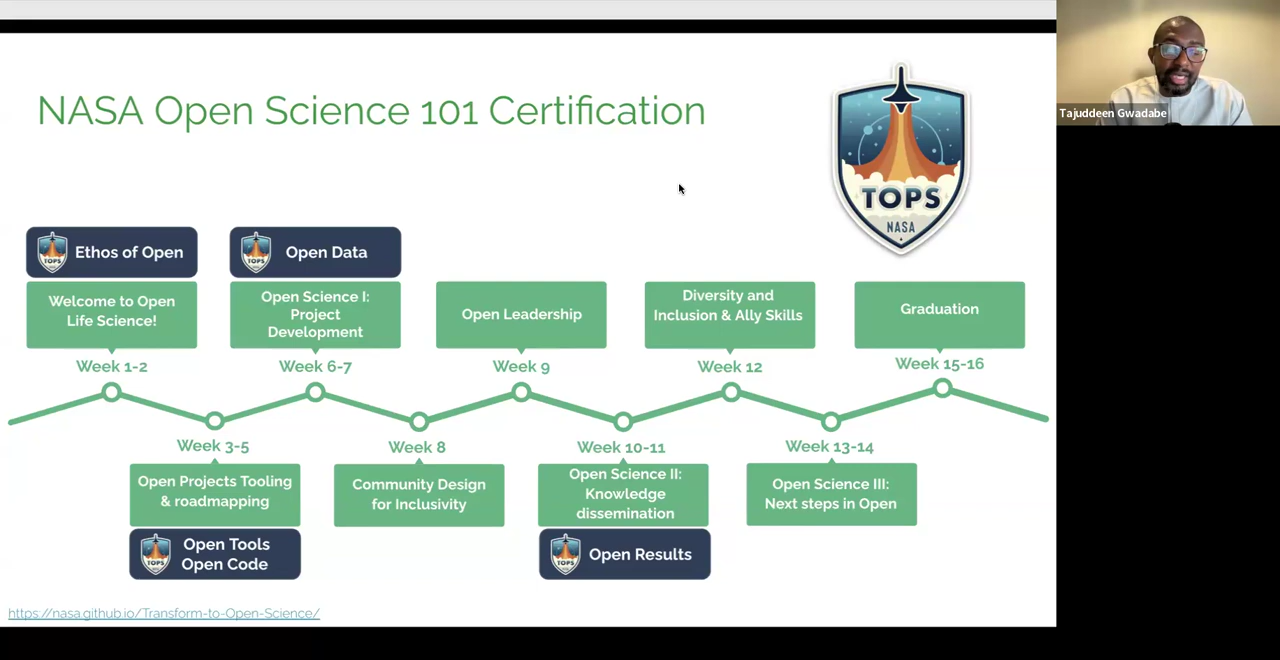 NASA Open Science 101 Certification
TOPS
NASA
Tajuddeen Gwadabe
TOPS
Ethos of Open
TOPS
Open Data
Welcome to Open
Life Science!
Open Science I:
Project
Development
Open Leadership
Diversity and
Inclusion & Ally Skills
Graduation
Week 1-2
Week 6-7
Week 9
Week 12
Week 15-16
Week 3-5
Week 8
Week 10-11
Week 13-14
Open Projects Tooling
& roadmapping
Community Design
for Inclusivity
Open Science II:
Knowledge
dissemination
Open Science III:
Next steps in Open
TOPS
Open Tools
Open Code
TOPS
Open Results
https://nasa.github.io/Transform-to-Open-Science/